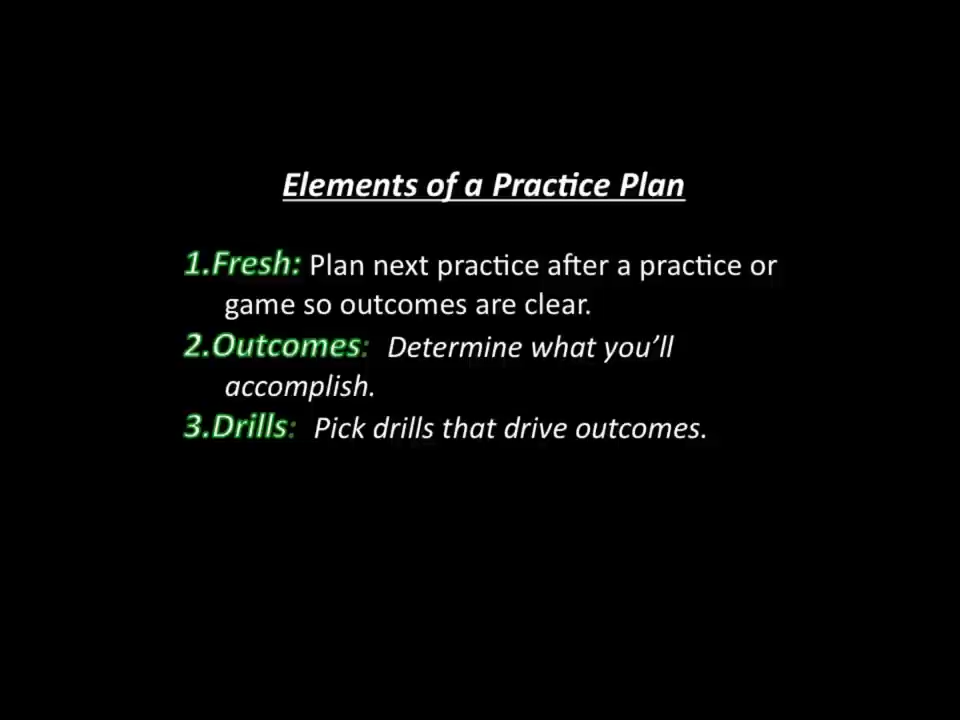 Elements of a Practice Plan
1.Fresh: Plan next practice after a practice or
game so outcomes are clear.
2.Outcomes: Determine what you’ll
accomplish.
3.Drills: Pick drills that drive outcomes.